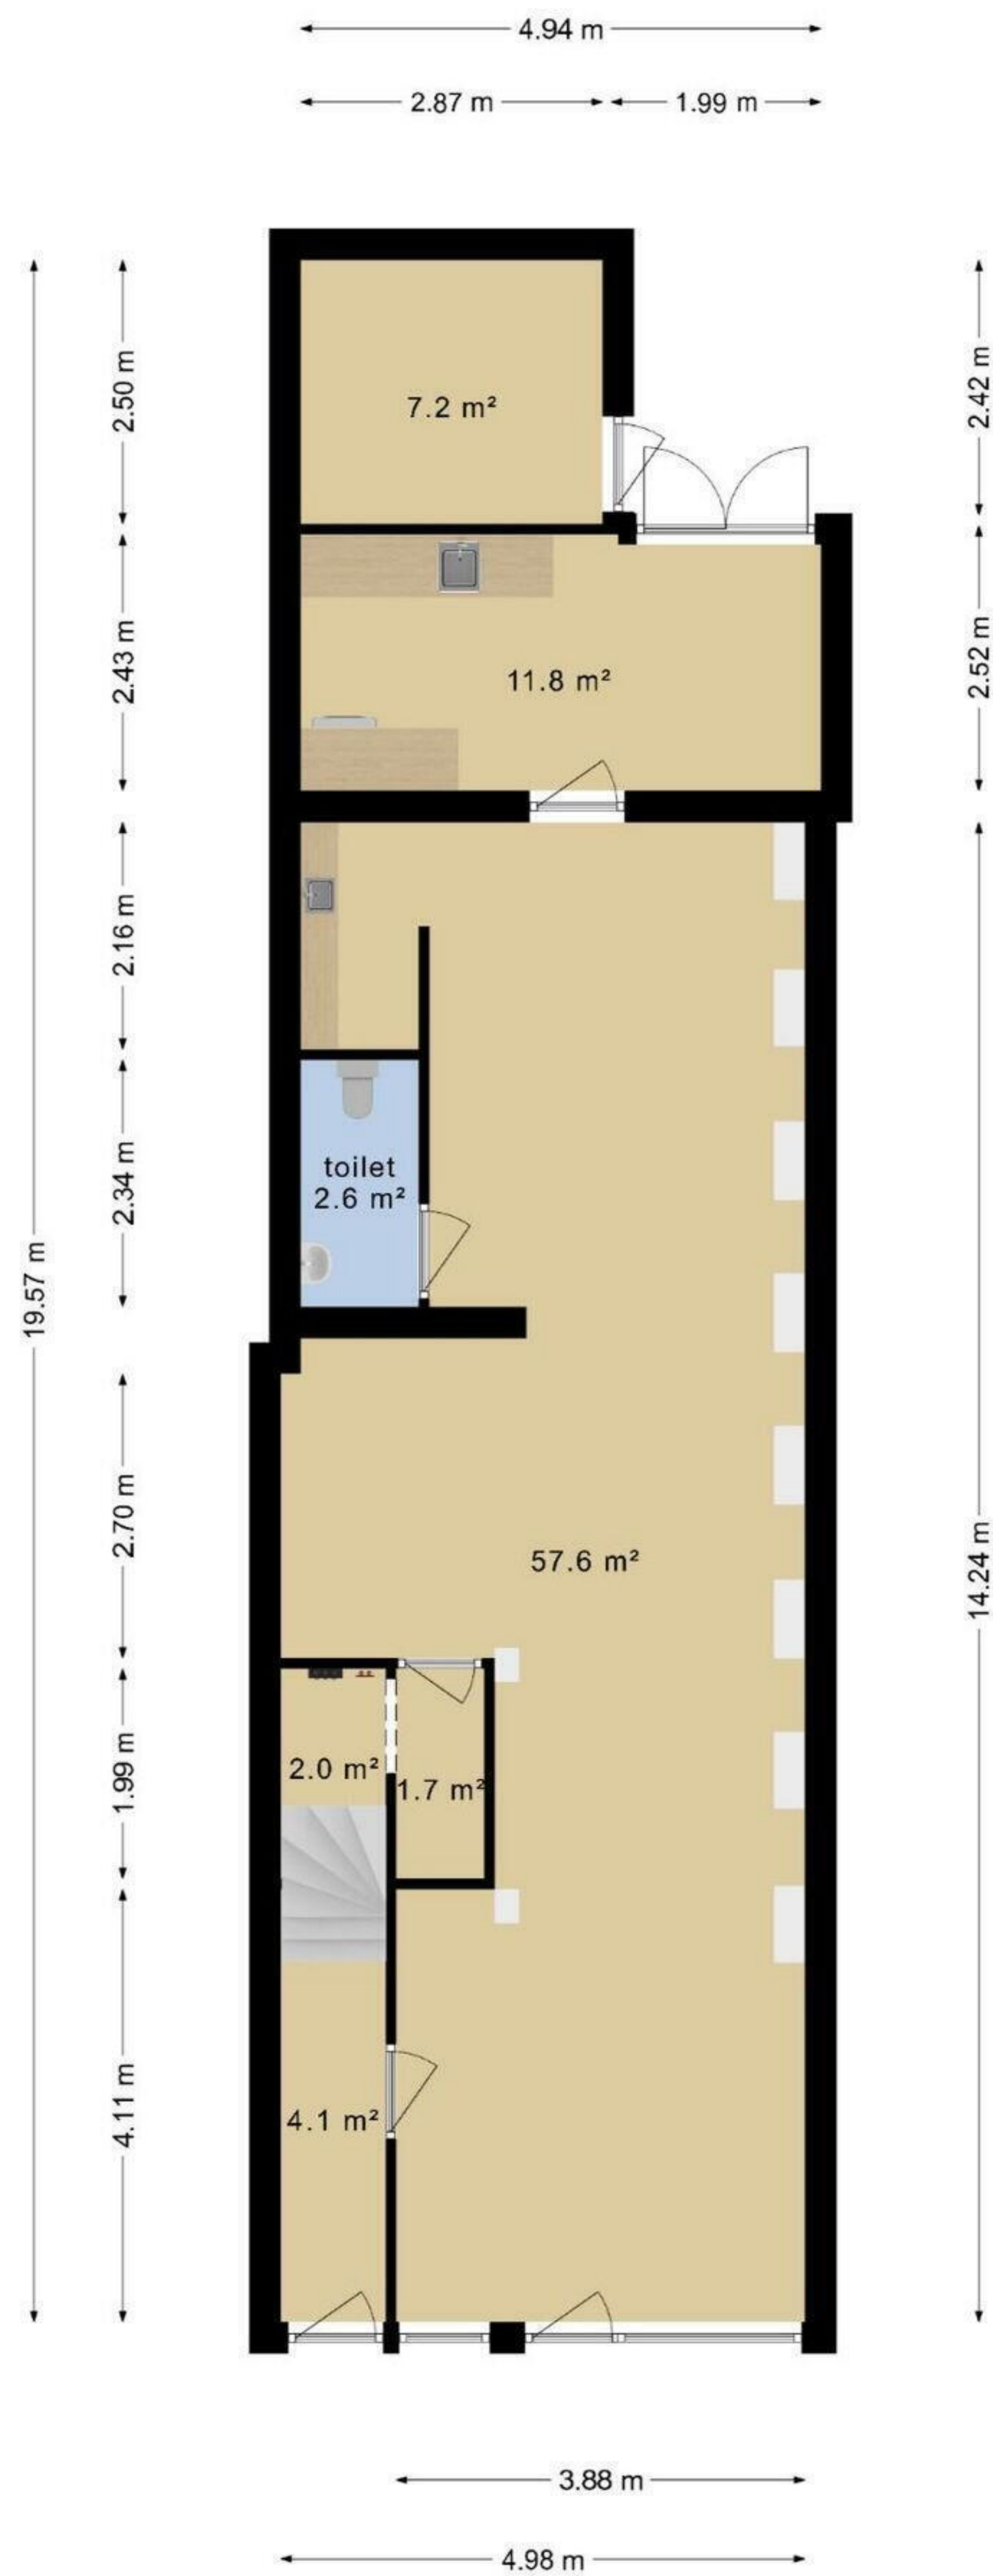 4.94 m
2.87 m
1.99 m
2.50 m
2.42 m
7.2 m²
2.43 m
2.52 m
11.8 m²
2.16 m
toilet
2.6 m²
2.34 m
19.57 m
2.70 m
57.6 m²
14.24 m
1.99 m
2.0 m²
1.7 m²
4.11 m
4.1 m²
3.88 m
4.98 m